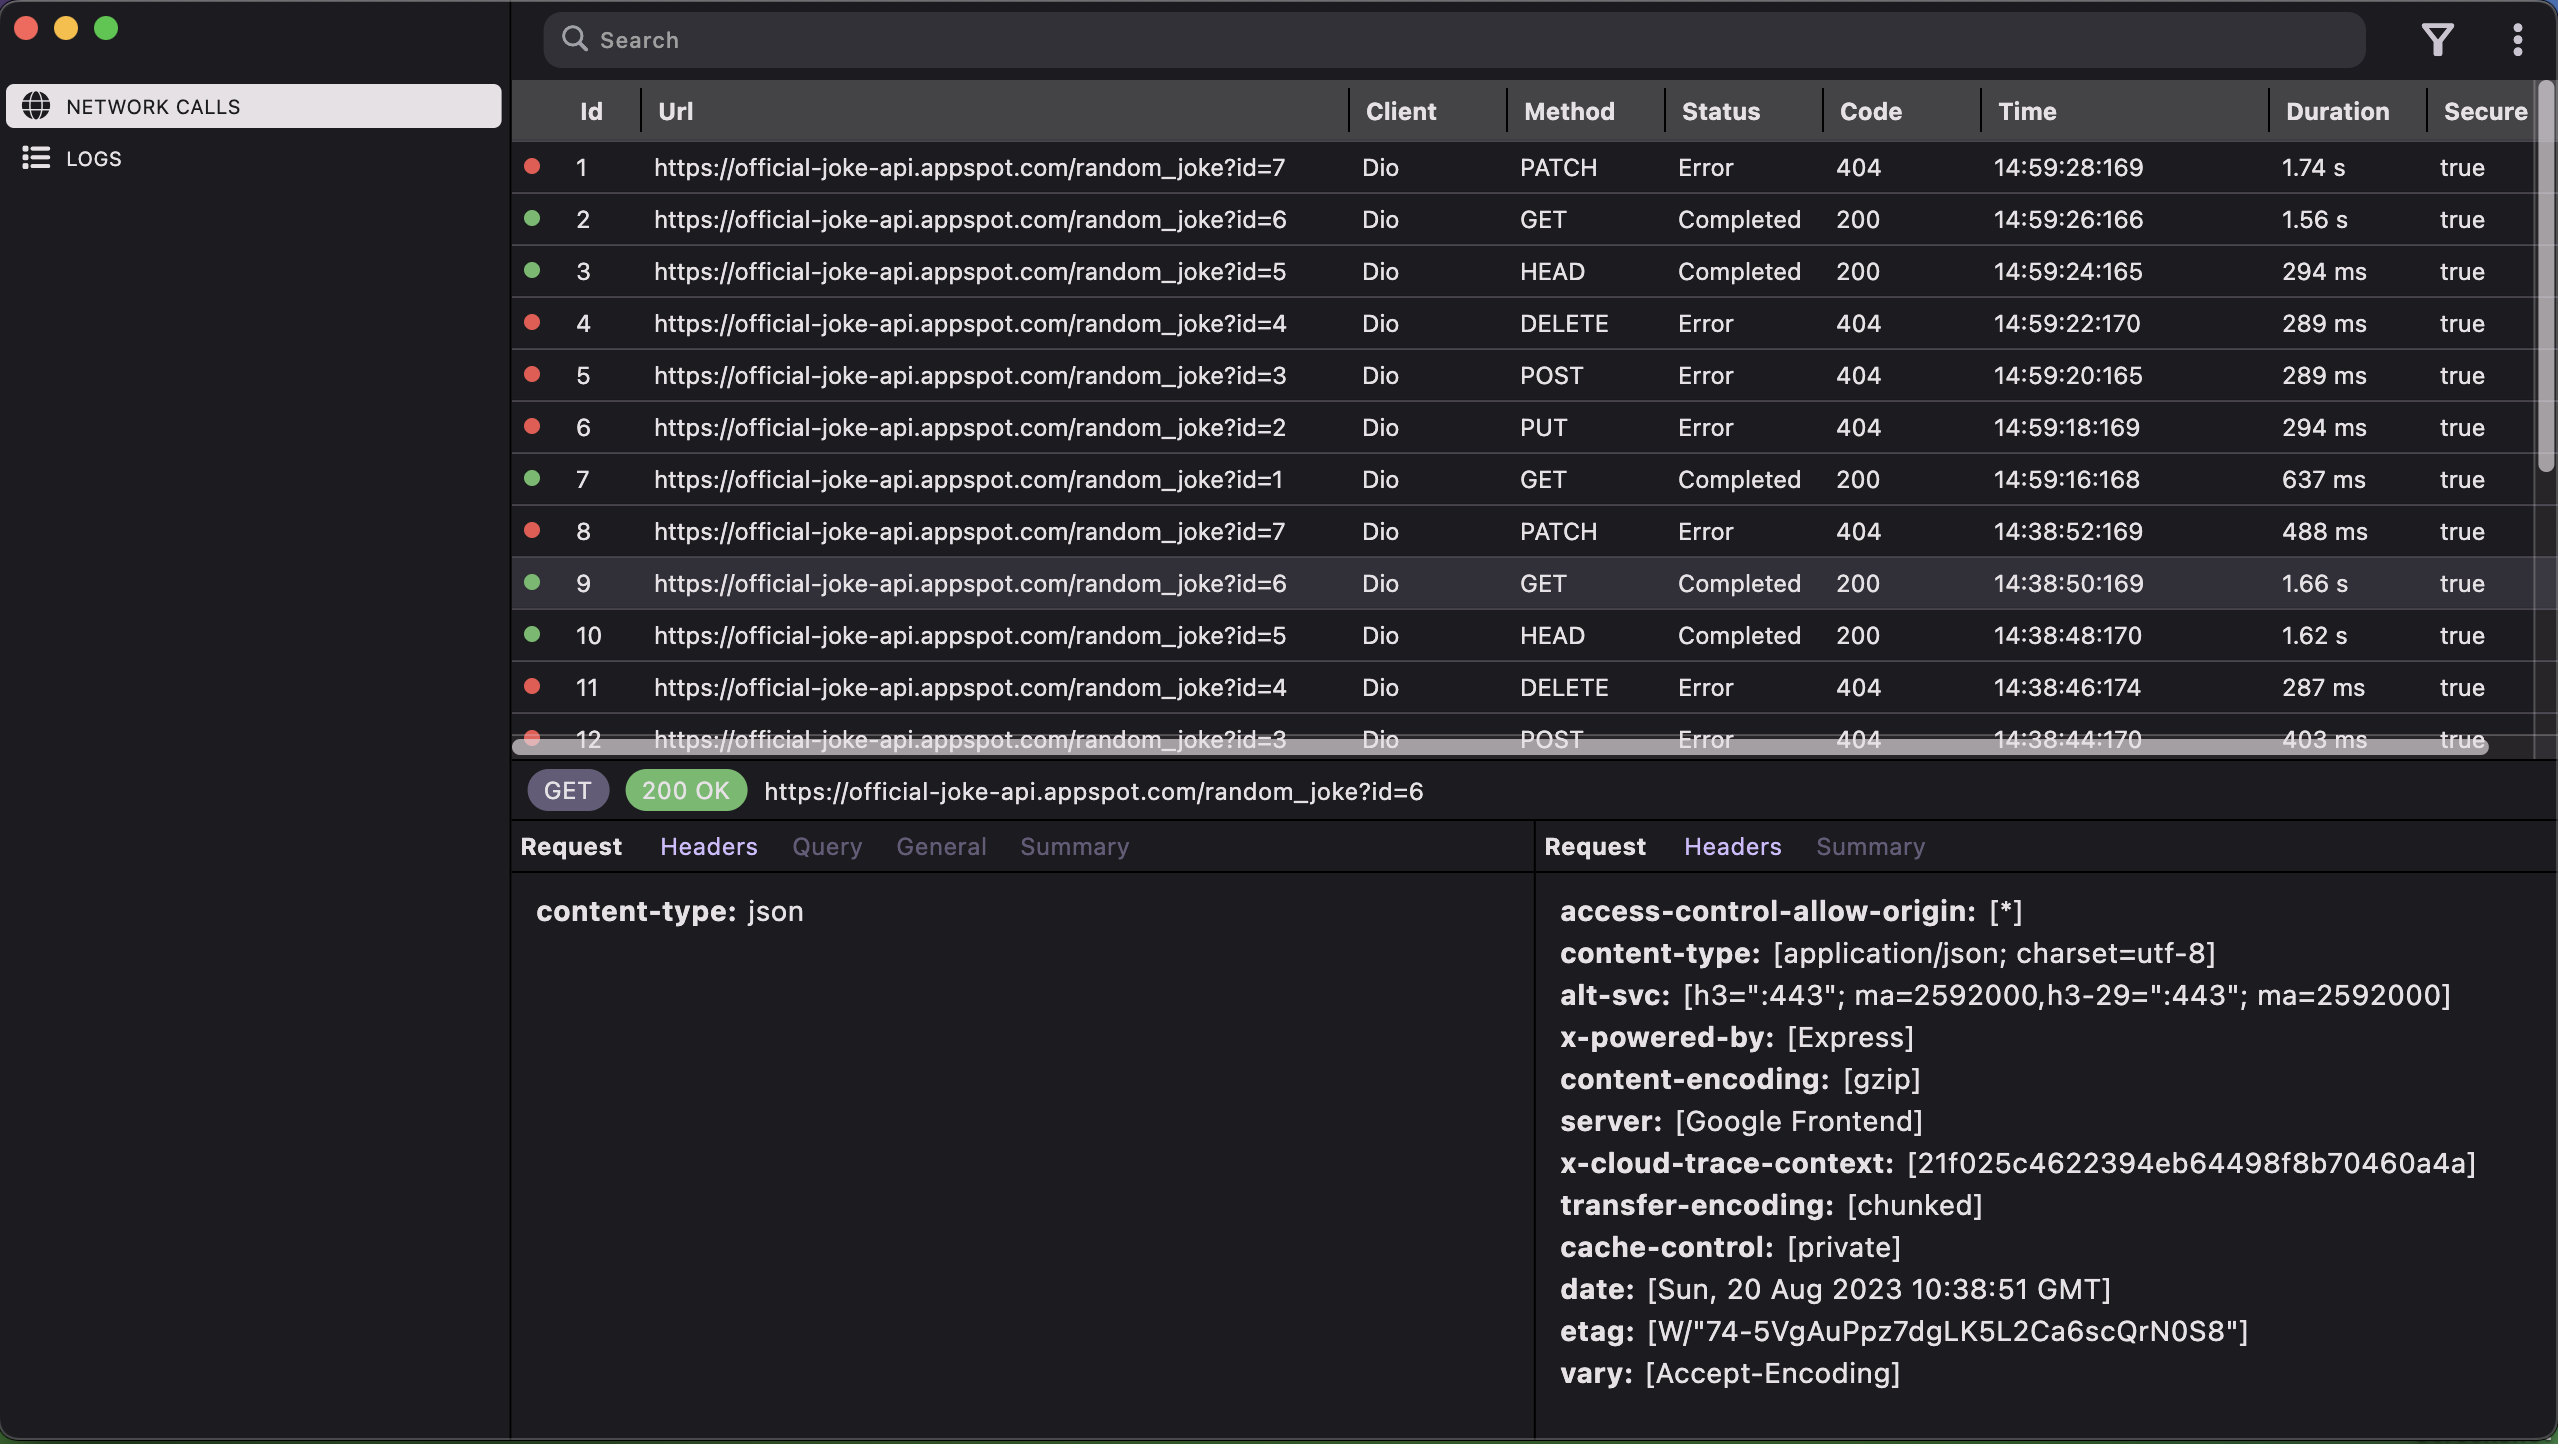 Search
NETWORK CALLS
LOGS
Id Url Client Method Status Code Time Duration Secure
1 https://official-joke-api.appspot.com/random_joke?id=7 Dio PATCH Error 404 14:59:28:169 1.74 s true
2 https://official-joke-api.appspot.com/random_joke?id=6 Dio GET Completed 200 14:59:26:166 1.56 s true
3 https://official-joke-api.appspot.com/random_joke?id=5 Dio HEAD Completed 200 14:59:24:165 294 ms true
4 https://official-joke-api.appspot.com/random_joke?id=4 Dio DELETE Error 404 14:59:22:170 289 ms true
5 https://official-joke-api.appspot.com/random_joke?id=3 Dio POST Error 404 14:59:20:165 289 ms true
6 https://official-joke-api.appspot.com/random_joke?id=2 Dio PUT Error 404 14:59:18:169 294 ms true
7 https://official-joke-api.appspot.com/random_joke?id=1 Dio GET Completed 200 14:59:16:168 637 ms true
8 https://official-joke-api.appspot.com/random_joke?id=7 Dio PATCH Error 404 14:38:52:169 488 ms true
9 https://official-joke-api.appspot.com/random_joke?id=6 Dio GET Completed 200 14:38:50:169 1.66 s true
10 https://official-joke-api.appspot.com/random_joke?id=5 Dio HEAD Completed 200 14:38:48:170 1.62 s true
11 https://official-joke-api.appspot.com/random_joke?id=4 Dio DELETE Error 404 14:38:46:174 287 ms true
12 https://official-joke-api.appspot.com/random_joke?id=3 Dio POST Error 404 14:38:44:170 403 ms true
GET 200 OK https://official-joke-api.appspot.com/random_joke?id=6
Request Headers Query General Summary
content-type: json
Request Headers Summary
access-control-allow-origin: [*]
content-type: [application/json; charset=utf-8]
alt-svc: [h3=":443"; ma=2592000,h3-29=":443"; ma=2592000]
x-powered-by: [Express]
content-encoding: [gzip]
server: [Google Frontend]
x-cloud-trace-context: [21f025c4622394eb64498f8b70460a4a]
transfer-encoding: [chunked]
cache-control: [private]
date: [Sun, 20 Aug 2023 10:38:51 GMT]
etag: [W/"74-5VgAuPpz7dgLK5L2Ca6scQrN0S8"]
vary: [Accept-Encoding]